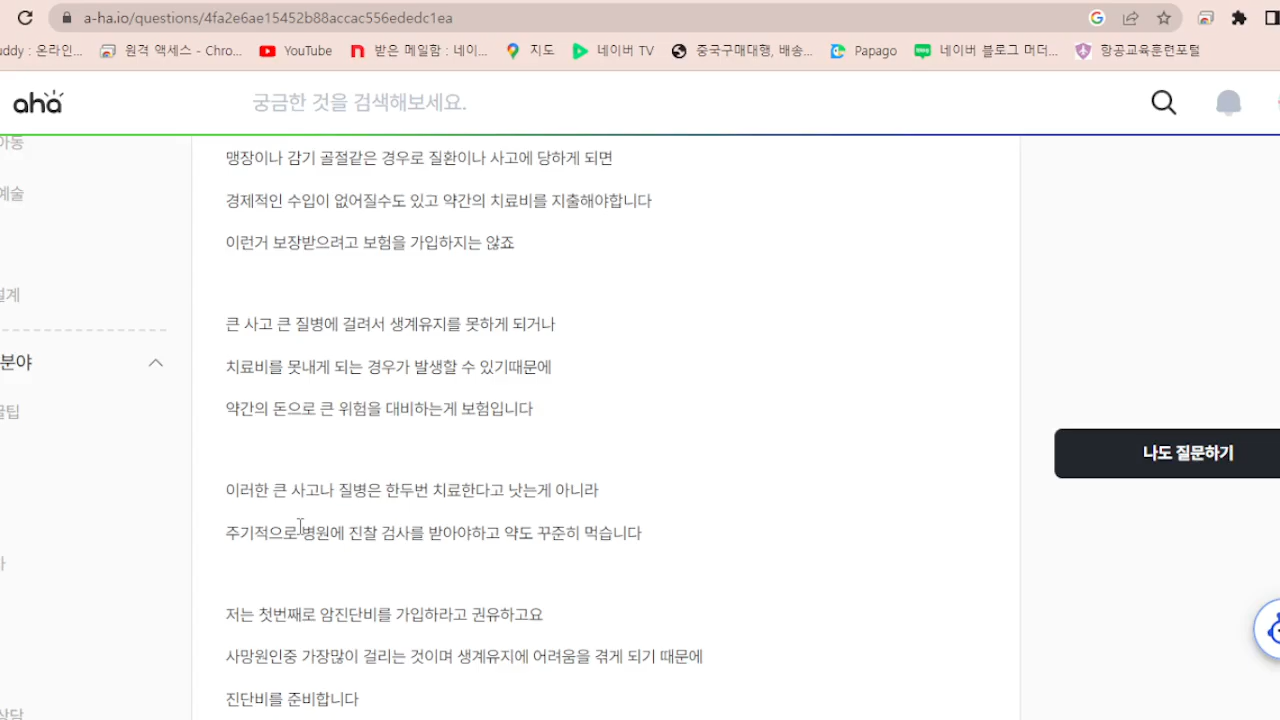 a-ha.io/questions/4fa2e6ae15452b88accac556ededc1ea
uddy : 온라인... 원격 액세스 - Chro... YouTube 받은 메일함 : 네이... 지도 네이버 TV 중국구매대행, 배송... Papago 네이버 블로그 머더... 항공교육훈련포털
aha 궁금한 것을 검색해보세요.
아동
맹장이나 감기 골절같은 경우로 질환이나 사고에 당하게 되면
예술
경제적인 수입이 없어질수도 있고 약간의 치료비를 지출해야합니다
이런거 보장받으려고 보험을 가입하지는 않죠
설계
큰 사고 큰 질병에 걸려서 생계유지를 못하게 되거나
분야
치료비를 못내게 되는 경우가 발생할 수 있기때문에
꿀팁
약간의 돈으로 큰 위험을 대비하는게 보험입니다
나도 질문하기
이러한 큰 사고나 질병은 한두번 치료한다고 낫는게 아니라
주기적으로 병원에 진찰 검사를 받아야하고 약도 꾸준히 먹습니다
저는 첫번째로 암진단비를 가입하라고 권유하고요
사망원인중 가장많이 걸리는 것이며 생계유지에 어려움을 겪게 되기 때문에
진단비를 준비합니다
상담